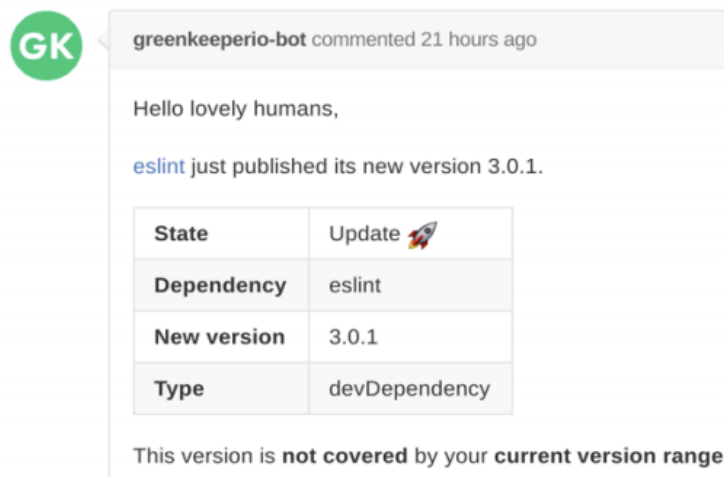 GK
greenkeeperio-bot commented 21 hours ago
Hello lovely humans,
eslint just published its new version 3.0.1.
State Update 🚀
Dependency eslint
New version 3.0.1
Type devDependency
This version is not covered by your current version range